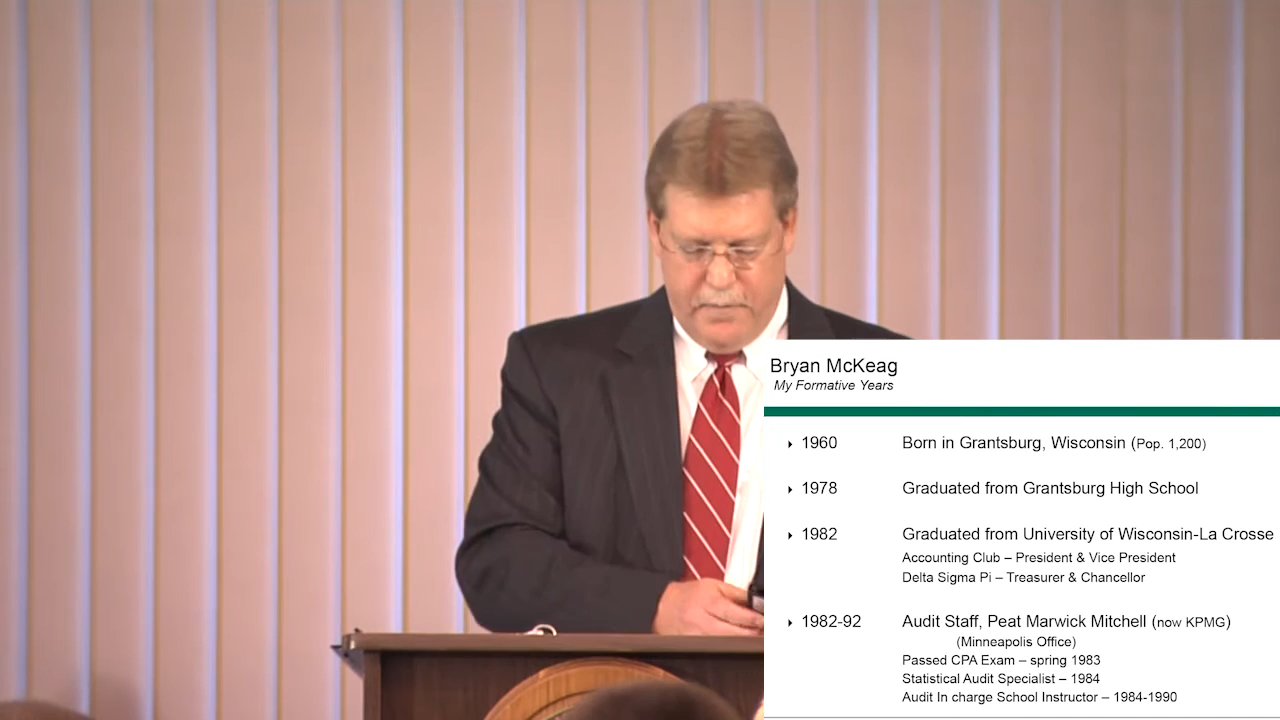 Bryan McKeag
My Formative Years
1960 Born in Grantsburg, Wisconsin (Pop. 1,200)
1978 Graduated from Grantsburg High School
1982 Graduated from University of Wisconsin-La Crosse
Accounting Club – President & Vice President
Delta Sigma Pi – Treasurer & Chancellor
1982-92 Audit Staff, Peat Marwick Mitchell (now KPMG)
(Minneapolis Office)
Passed CPA Exam – spring 1983
Statistical Audit Specialist – 1984
Audit In charge School Instructor – 1984-1990